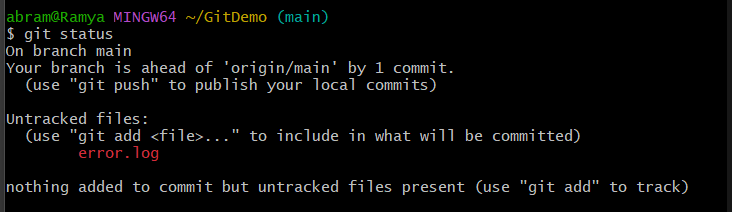 abram@Ramya MINGW64 ~/GitDemo (main)
$ git status
On branch main
Your branch is ahead of 'origin/main' by 1 commit.
  (use "git push" to publish your local commits)

Untracked files:
  (use "git add <file>..." to include in what will be committed)
        error.log

nothing added to commit but untracked files present (use "git add" to track)